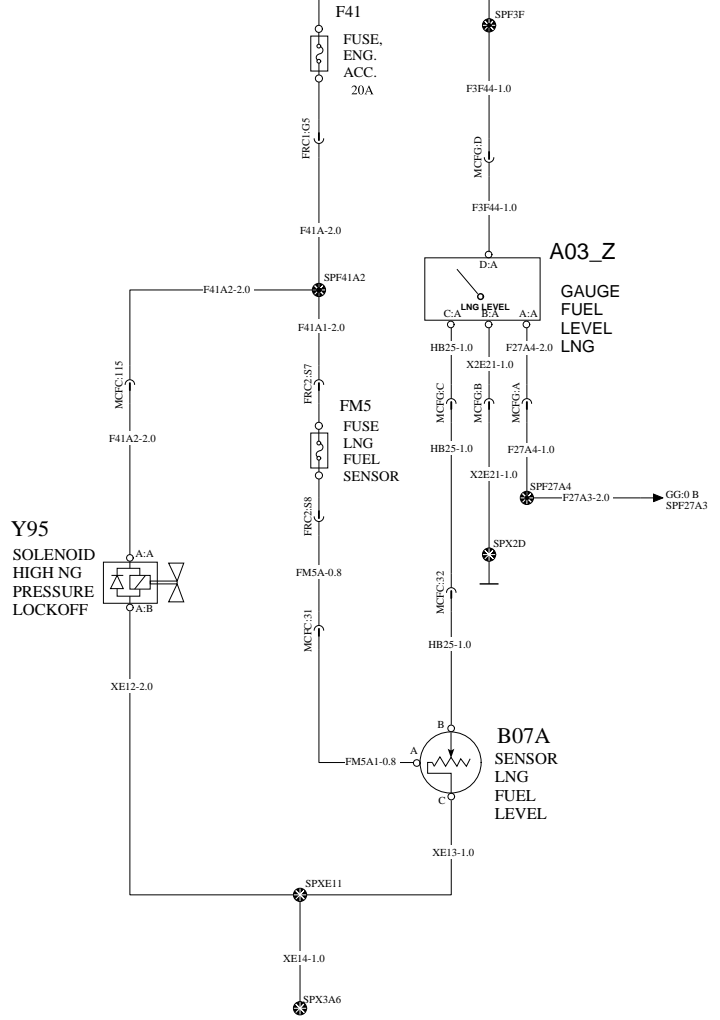 F41
FUSE,
ENG.
ACC.
20A
SPF3F
F3F44-1.0
FRC1:G5
MCFG:D
F3F44-1.0
F41A-2.0
D:A
A03_Z
LNG LEVEL
GAUGE
FUEL
LEVEL
LNG
C:A
B:A
A:A
SPF41A2
F41A2-2.0
F41A1-2.0
HB25-1.0
X2E21-1.0
F27A4-2.0
MCFC:115
FRC2:S7
MCFG:C
MCFG:B
MCFG:A
FM5
FUSE
LNG
FUEL
SENSOR
F41A2-2.0
HB25-1.0
F27A4-1.0
X2E21-1.0
SPF27A4
F27A3-2.0
GG:0 B
SPF27A3
FRC2:S8
Y95
SOLENOID
HIGH NG
PRESSURE
LOCKOFF
A:A
A:B
SPX2D
FM5A-0.8
MCFC:32
MCFC:31
HB25-1.0
XE12-2.0
B
A
C
B07A
SENSOR
LNG
FUEL
LEVEL
FM5A1-0.8
XE13-1.0
SPXE11
XE14-1.0
SPX3A6